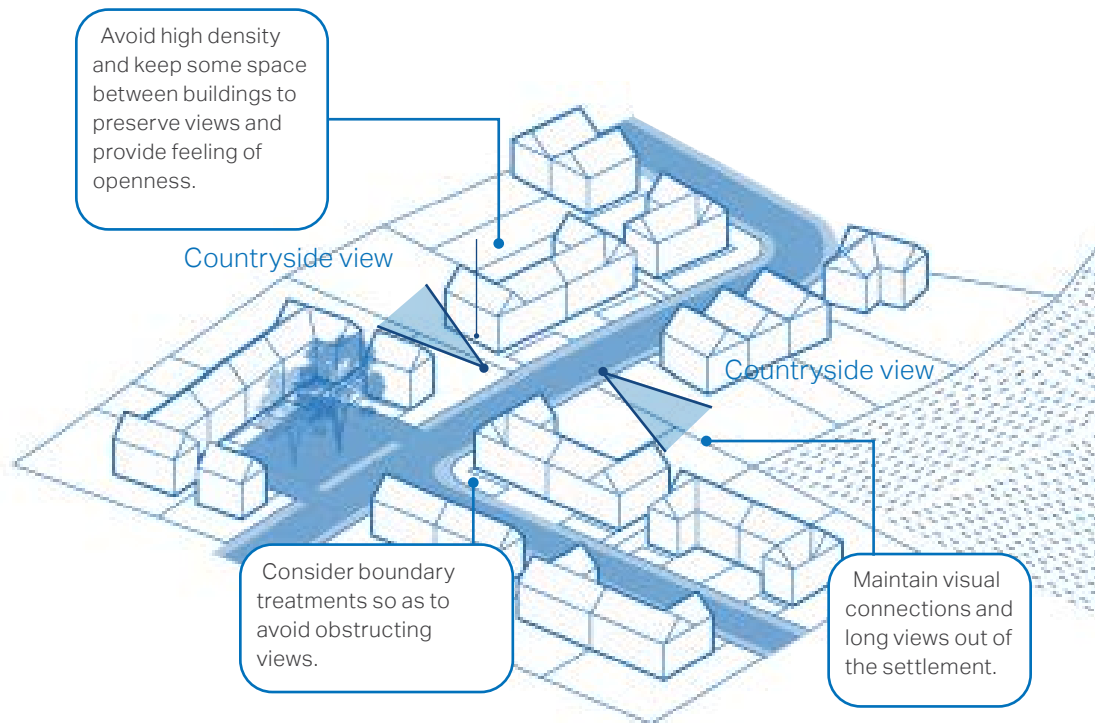 Avoid high density
and keep some space
between buildings to
preserve views and
provide feeling of
openness.
Countryside view
Countryside view
Consider boundary
treatments so as to
avoid obstructing
views.
Maintain visual
connections and
long views out of
the settlement.